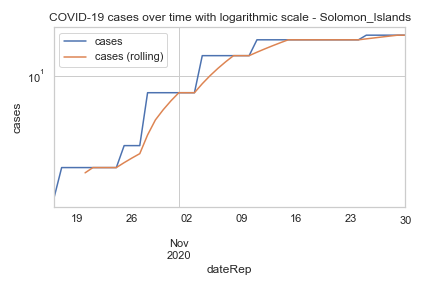 COVID-19 cases over time with logarithmic scale - Solomon_Islands
cases
cases (rolling)
10¹
cases
19 26 02 09 16 23 30
Nov
2020
dateRep